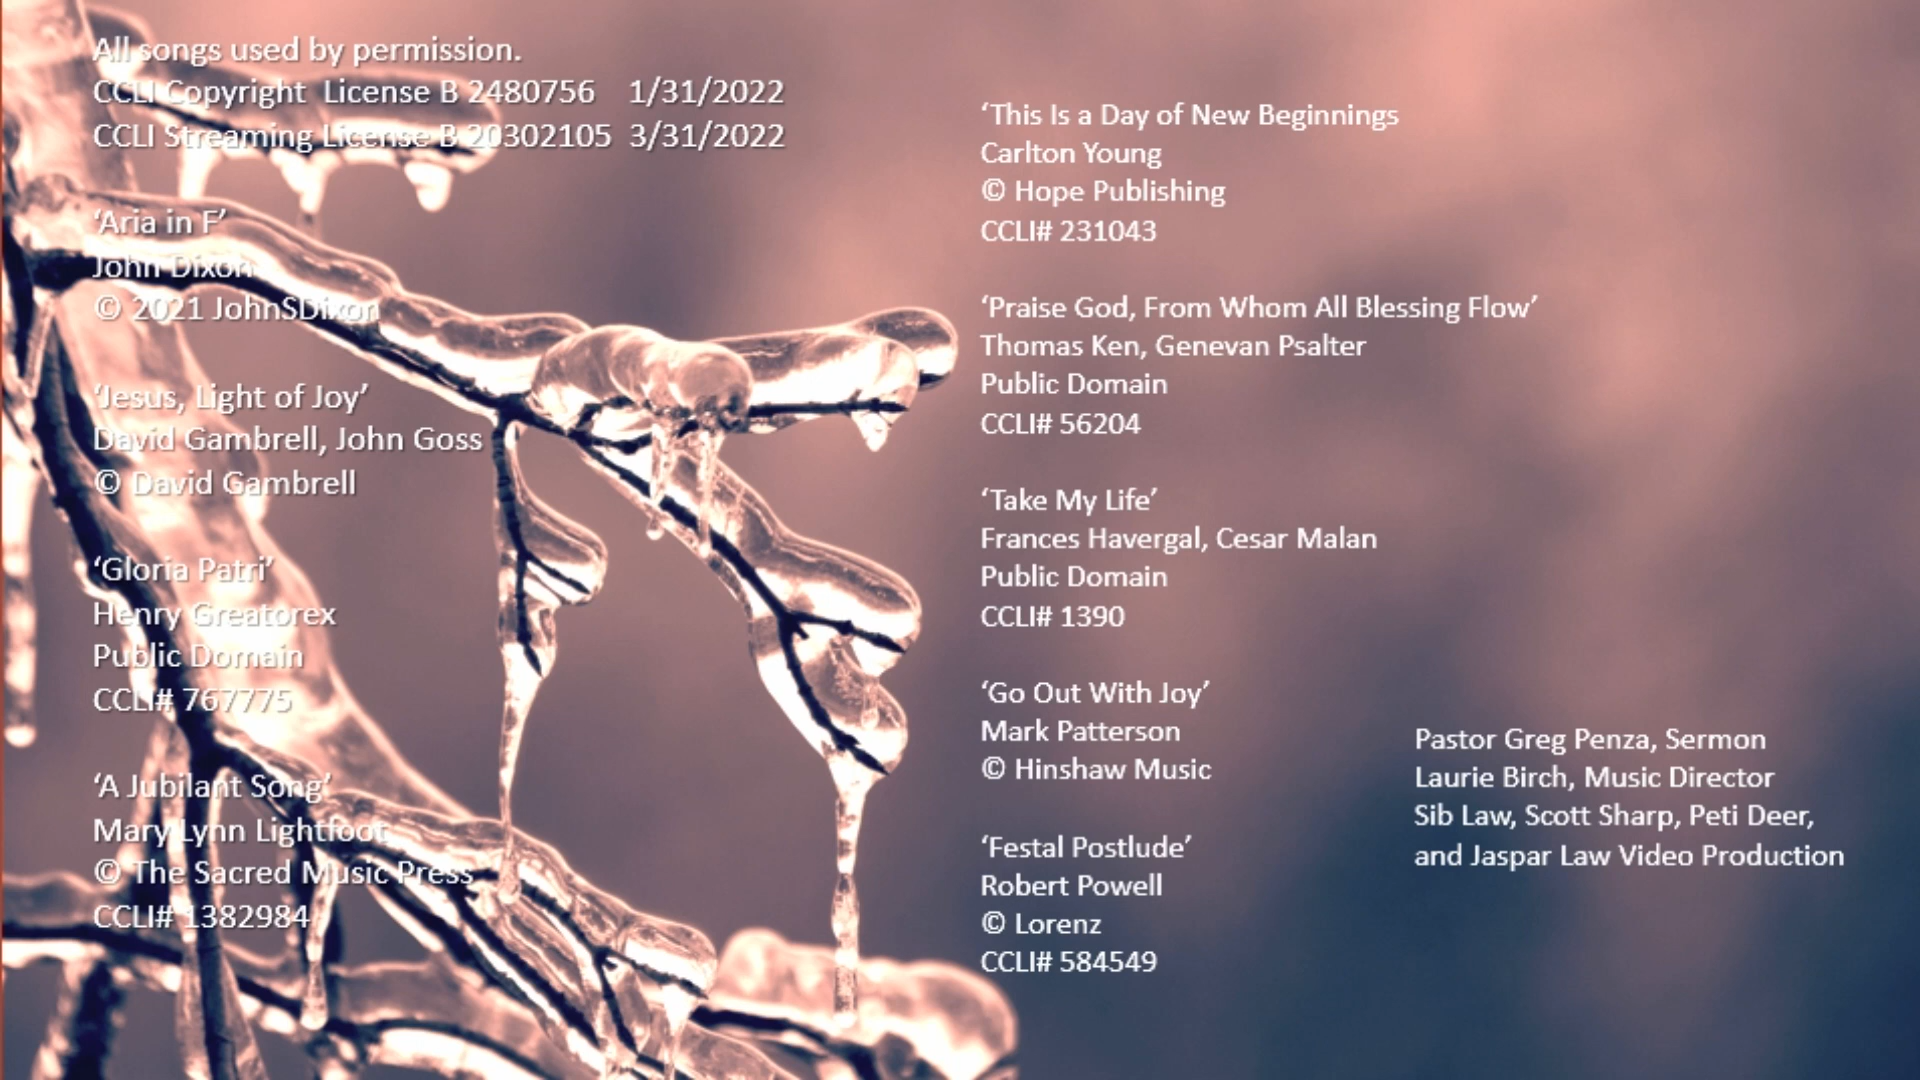 All songs used by permission.
CCLI Copyright License B 2480756 1/31/2022
CCLI Streaming License B 20302105 3/31/2022
‘Aria in F’
John Dixon
© 2021 JohnSDixon
‘Jesus, Light of Joy’
David Gambrell, John Goss
© David Gambrell
‘Gloria Patri’
Henry Greatorex
Public Domain
CCLI# 767775
‘A Jubilant Song’
Mary Lynn Lightfoot
© The Sacred Music Press
CCLI# 1382984
‘This Is a Day of New Beginnings
Carlton Young
© Hope Publishing
CCLI# 231043
‘Praise God, From Whom All Blessing Flow’
Thomas Ken, Genevan Psalter
Public Domain
CCLI# 56204
‘Take My Life’
Frances Havergal, Cesar Malan
Public Domain
CCLI# 1390
‘Go Out With Joy’
Mark Patterson
© Hinshaw Music
‘Festal Postlude’
Robert Powell
© Lorenz
CCLI# 584549
Pastor Greg Penza, Sermon
Laurie Birch, Music Director
Sib Law, Scott Sharp, Peti Deer,
and Jaspar Law Video Production